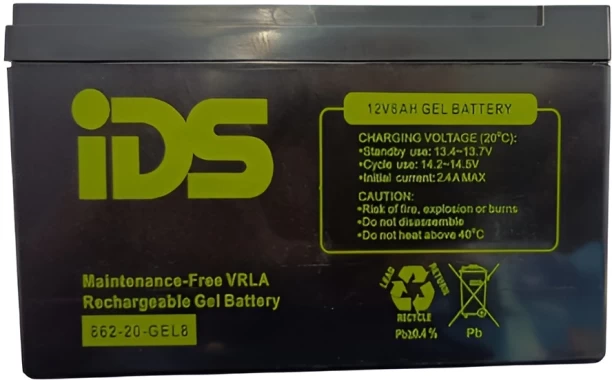 iDS
12V8AH GEL BATTERY
CHARGING VOLTAGE (20°C):
•Standby use: 13.4~13.7V
•Cycle use: 14.2~14.5V
•Initial current: 2.4A MAX
CAUTION:
•Risk of fire, explosion or burns
•Do not disassemble
•Do not heat above 40°C
Maintenance-Free VRLA
Rechargeable Gel Battery
862-20-GEL8
LEAD RETURN
RECYCLE
Pb≥0.4% Pb